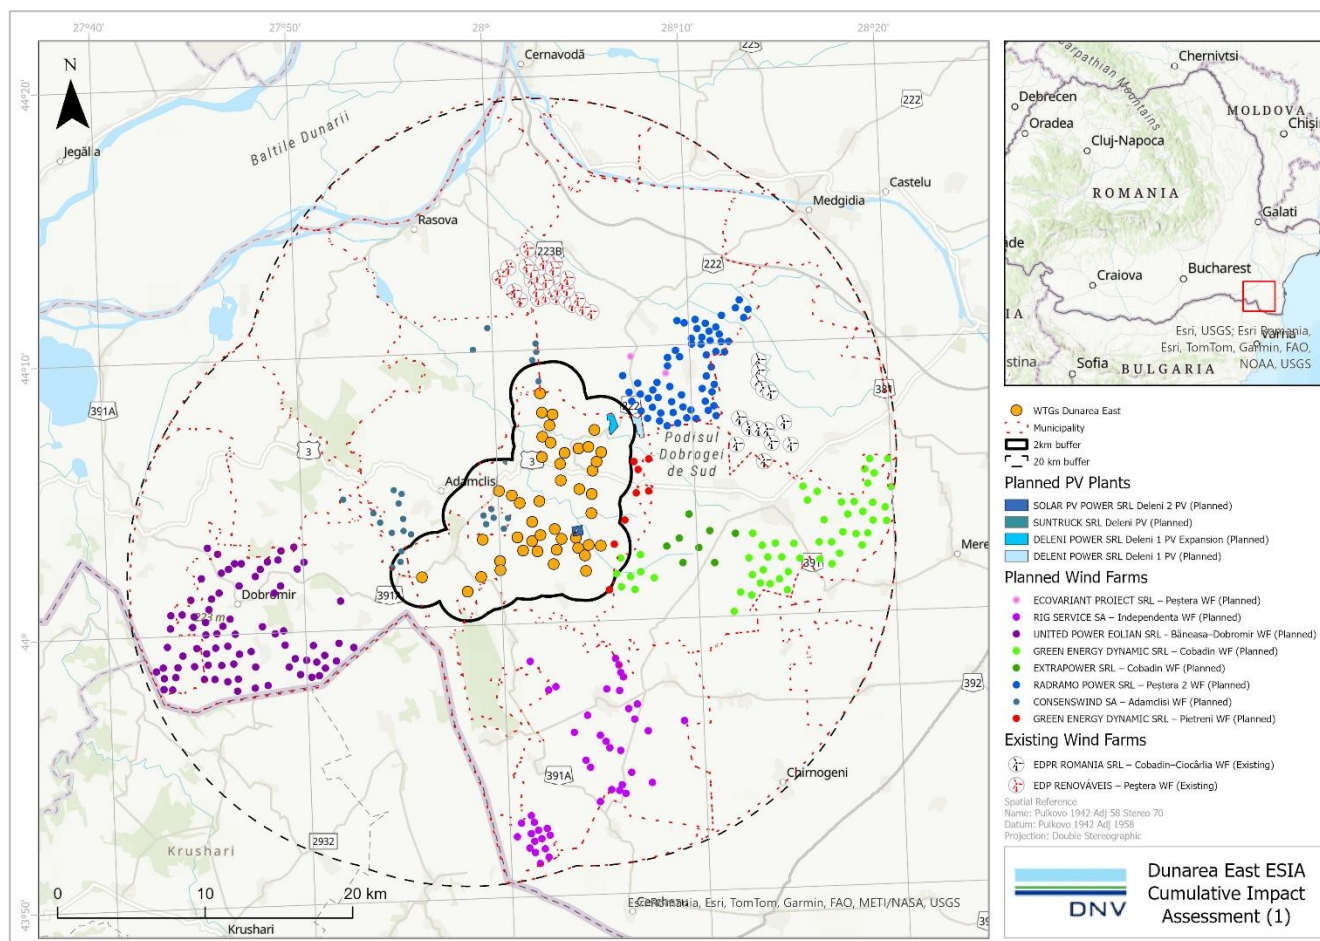 27°40'
27°50'
28°
28°10'
28°20'
44°20'
44°10'
44°
43°50'
N
Cernavodă
225
222
Baltile Dunarii
Castelu
Medgidia
Rasova
223B
222
391A
3
222
381
Podisul
Dobrogei
de Sud
3
Adamclisi
391A
391
Dobromir
392
391A
Chirnogeni
2932
Krushari
Krushari
0 10 20 km
Esri Romania, Esri, TomTom, Garmin, FAO, METI/NASA, USGS
Carpathian Mountains
Chernivtsi
Debrecen
MOLDOVA
Oradea
Cluj-Napoca
ROMANIA
Galati
Bucharest
Craiova
Esri, USGS; Esri Romania,
Varna
Esri, TomTom, Garmin, FAO,
NOAA, USGS
Sofia
BULGARIA
WTGs Dunarea East
Municipality
2km buffer
20 km buffer
Planned PV Plants
SOLAR PV POWER SRL Deleni 2 PV (Planned)
SUNTRUCK SRL Deleni PV (Planned)
DELENI POWER SRL Deleni 1 PV Expansion (Planned)
DELENI POWER SRL Deleni 1 PV (Planned)
Planned Wind Farms
ECOVARIANT PROIECT SRL – Peștera WF (Planned)
RIG SERVICE SA – Independenta WF (Planned)
UNITED POWER EOLIAN SRL - Băneasa–Dobromir WF (Planned)
GREEN ENERGY DYNAMIC SRL – Cobadin WF (Planned)
EXTRAPOWER SRL – Cobadin WF (Planned)
RADRAMO POWER SRL – Peștera 2 WF (Planned)
CONSENSWIND SA – Adamclisi WF (Planned)
GREEN ENERGY DYNAMIC SRL – Pietreni WF (Planned)
Existing Wind Farms
EDPR ROMANIA SRL – Cobadin–Ciocârlia WF (Existing)
EDP RENOVÁVEIS – Peștera WF (Existing)
Spatial Reference
Name: Pulkovo 1942 Adj 58 Stereo 70
Datum: Pulkovo 1942 Adj 1958
Projection: Double Stereographic
DNV
Dunarea East ESIA
Cumulative Impact
Assessment (1)